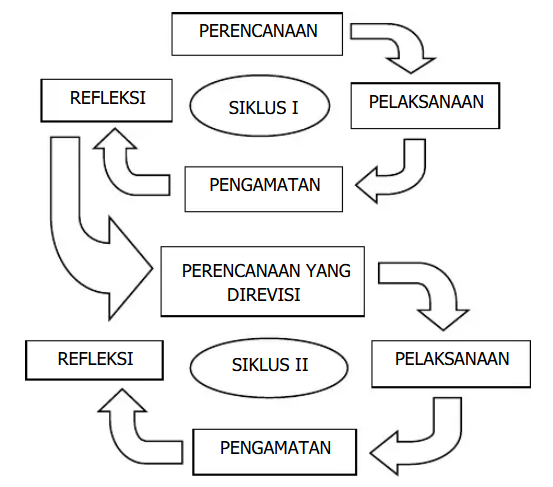 PERENCANAAN
REFLEKSI
SIKLUS I
PELAKSANAAN
PENGAMATAN
PERENCANAAN YANG
DIREVISI
REFLEKSI
SIKLUS II
PELAKSANAAN
PENGAMATAN